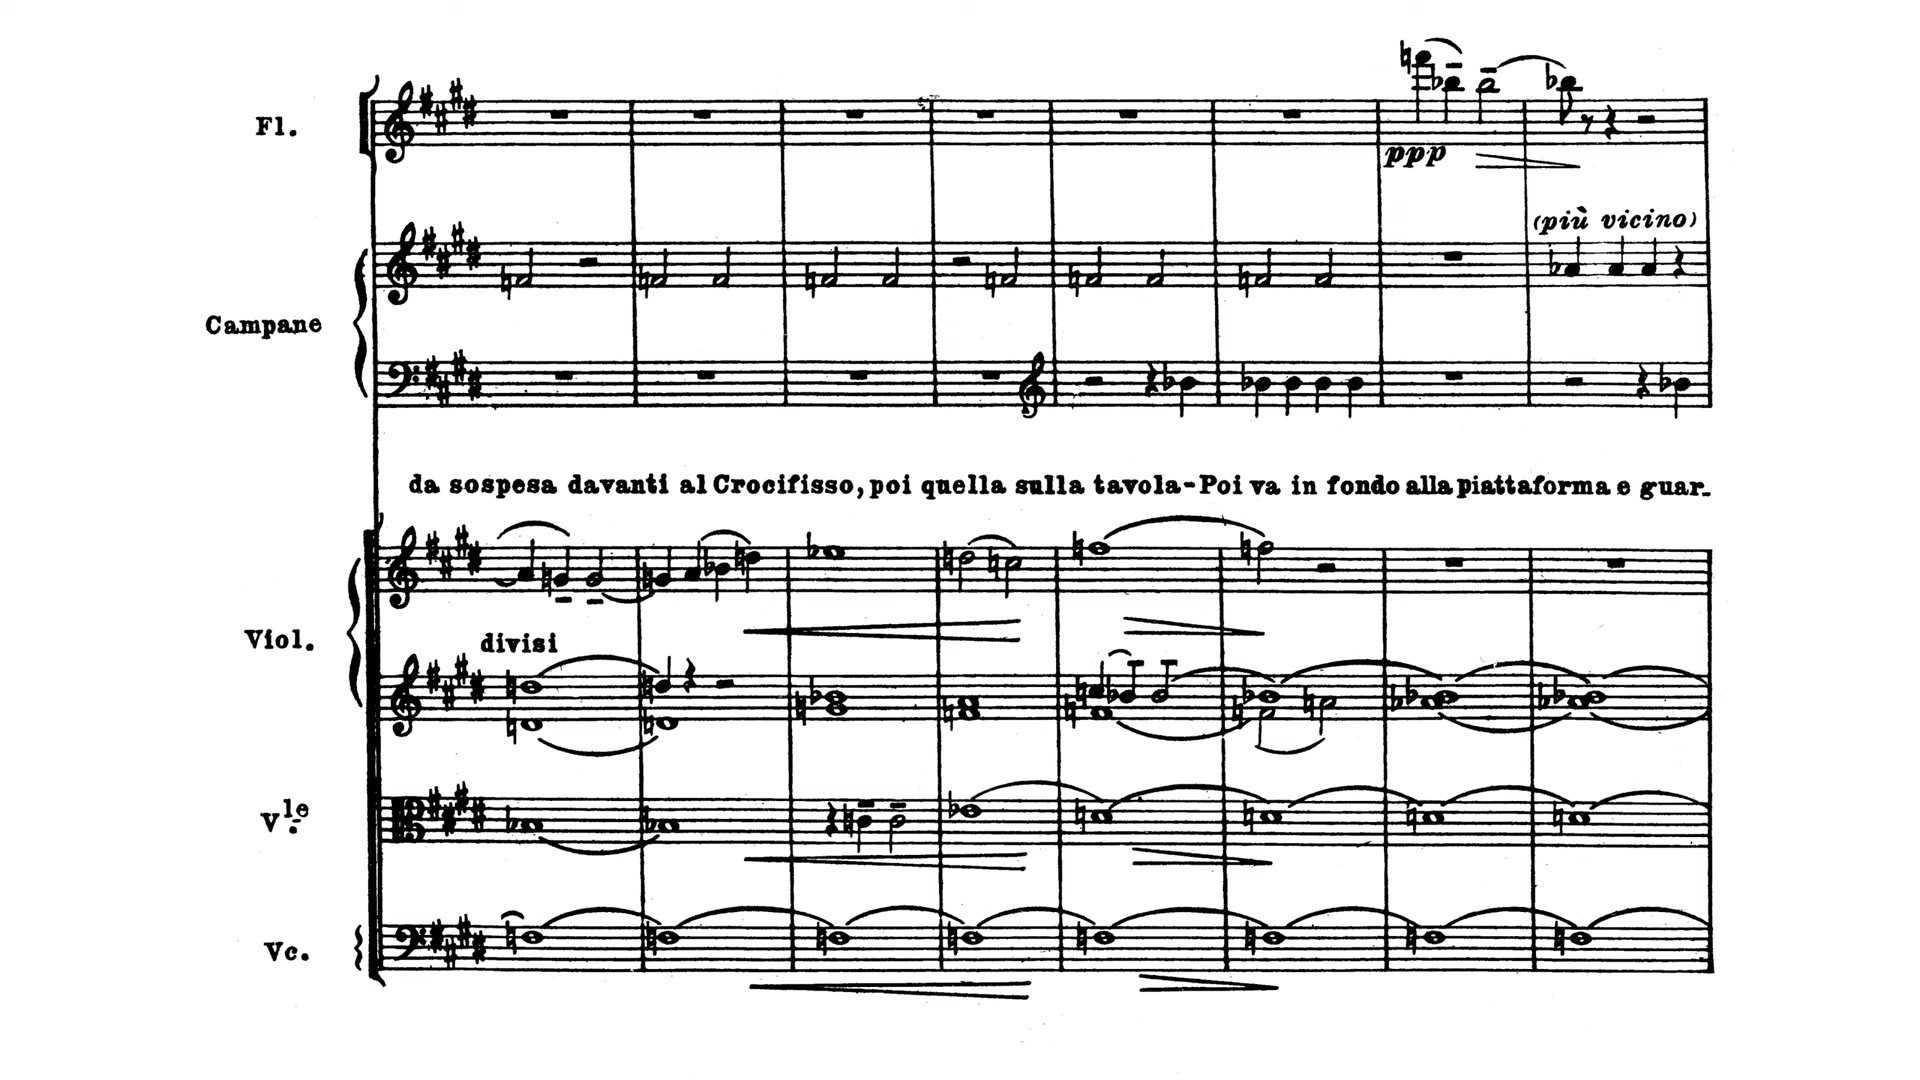 Fl.
ppp
(più vicino)
Campane
da sospesa davanti al Crocifisso, poi quella sulla tavola-Poi va in fondo alla piattaforma e guar-
Viol.
divisi
Vle.
Vc.